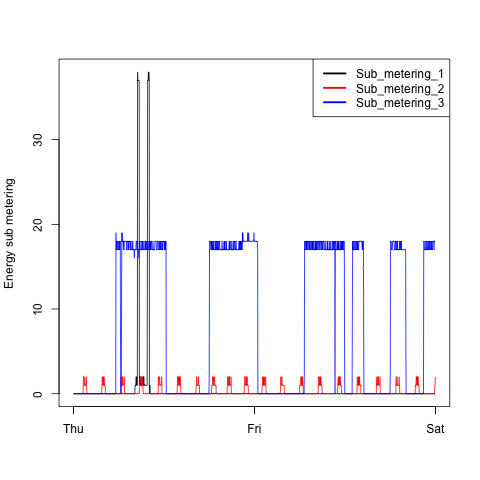 Sub_metering_1
Sub_metering_2
Sub_metering_3
Energy sub metering
30
20
10
0
Thu
Fri
Sat